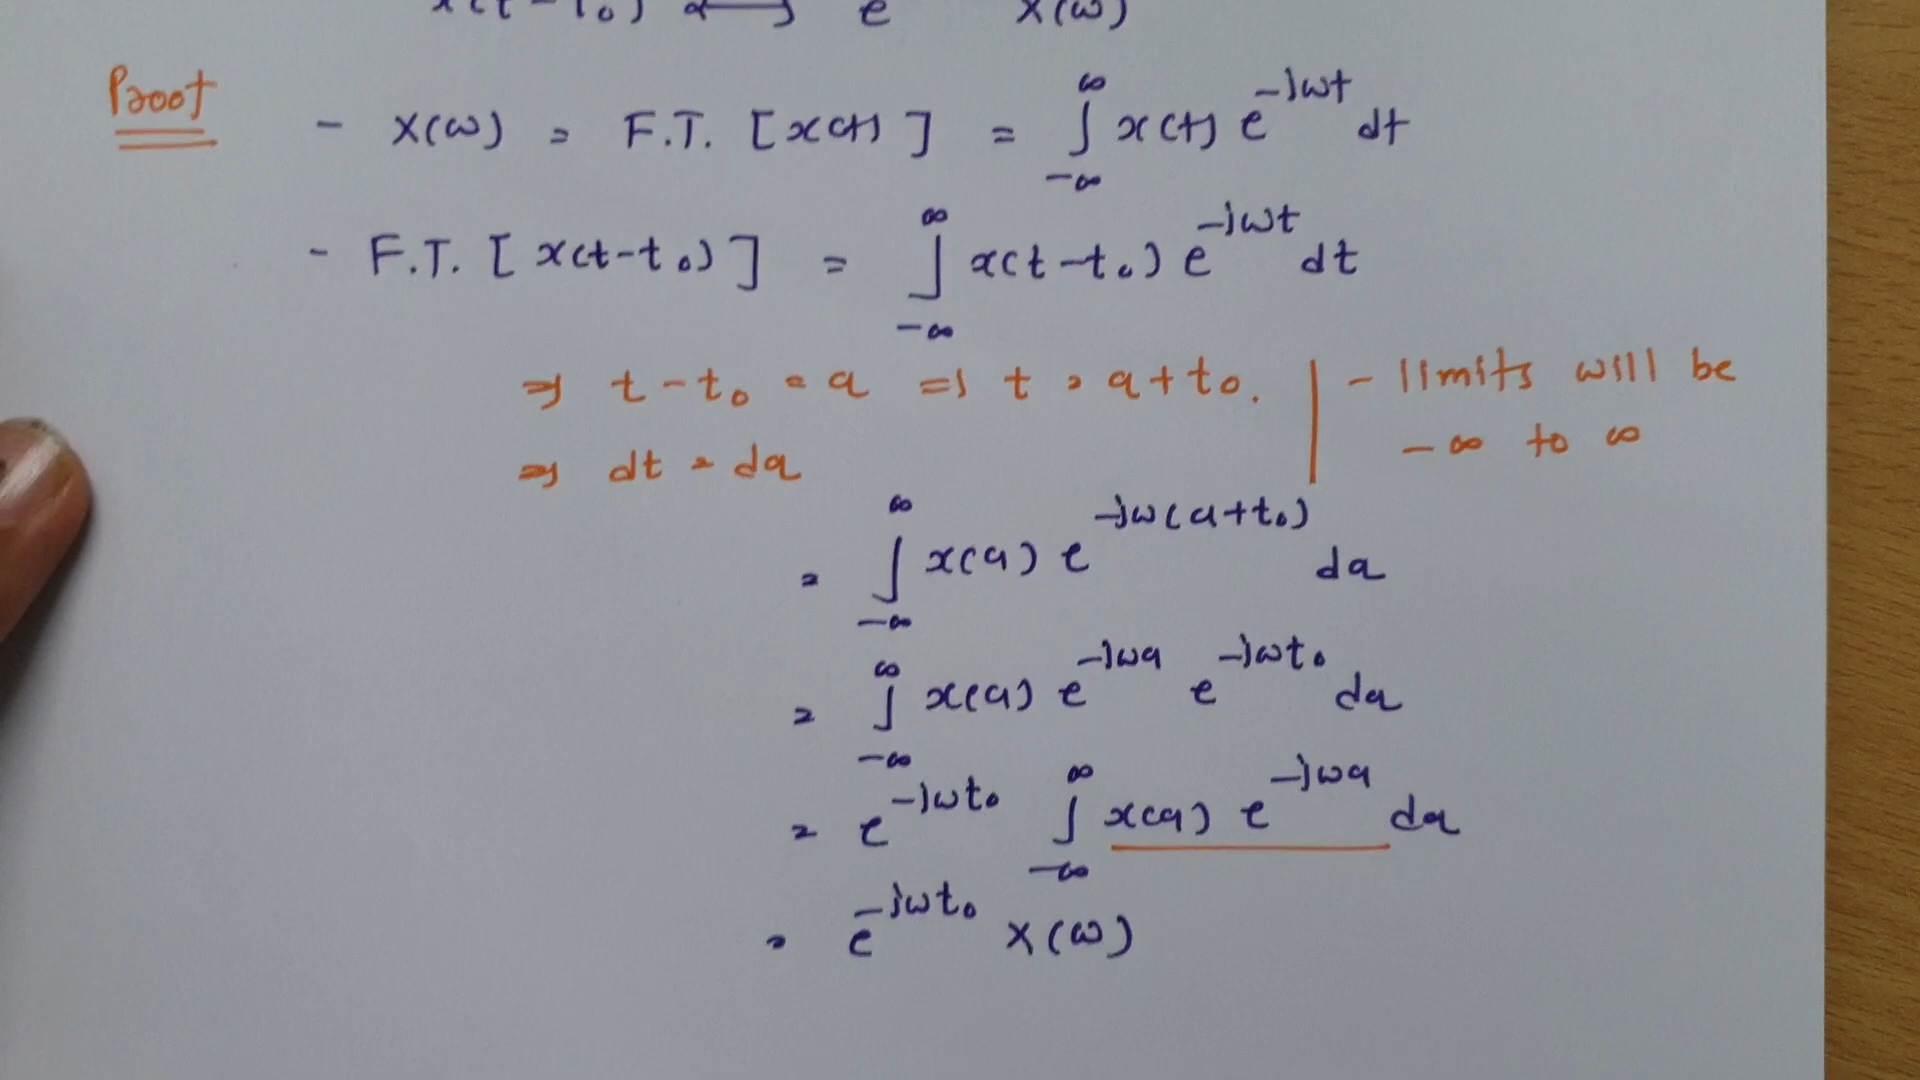 x(t-t₀) ⟷ e X(ω)
Proof
- X(ω) = F.T. [x(t)] = ∫_{-∞}^{∞} x(t) e^{-jωt} dt
- F.T. [x(t-t₀)] = ∫_{-∞}^{∞} x(t-t₀) e^{-jωt} dt
⇒ t-t₀ = a ⇒ t = a+t₀. | - limits will be
⇒ dt = da | -∞ to ∞
= ∫_{-∞}^{∞} x(a) e^{-jω(a+t₀)} da
= ∫_{-∞}^{∞} x(a) e^{-jωa} e^{-jωt₀} da
= e^{-jωt₀} ∫_{-∞}^{∞} x(a) e^{-jωa} da
= e^{-jωt₀} X(ω)